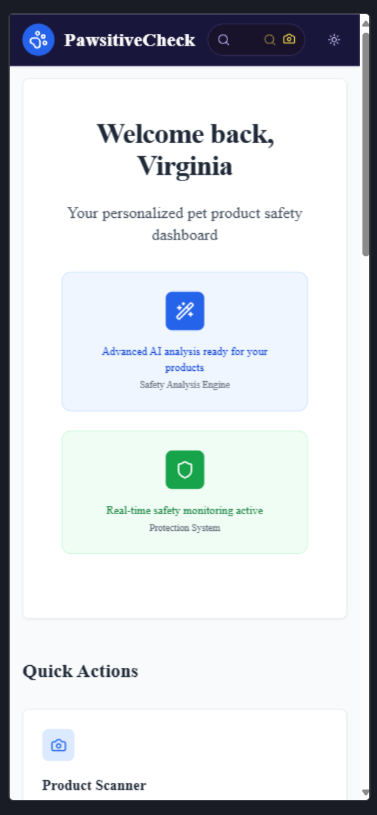 PawsitiveCheck
Welcome back,
Virginia
Your personalized pet product safety
dashboard
Advanced AI analysis ready for your
products
Safety Analysis Engine
Real-time safety monitoring active
Protection System
Quick Actions
Product Scanner